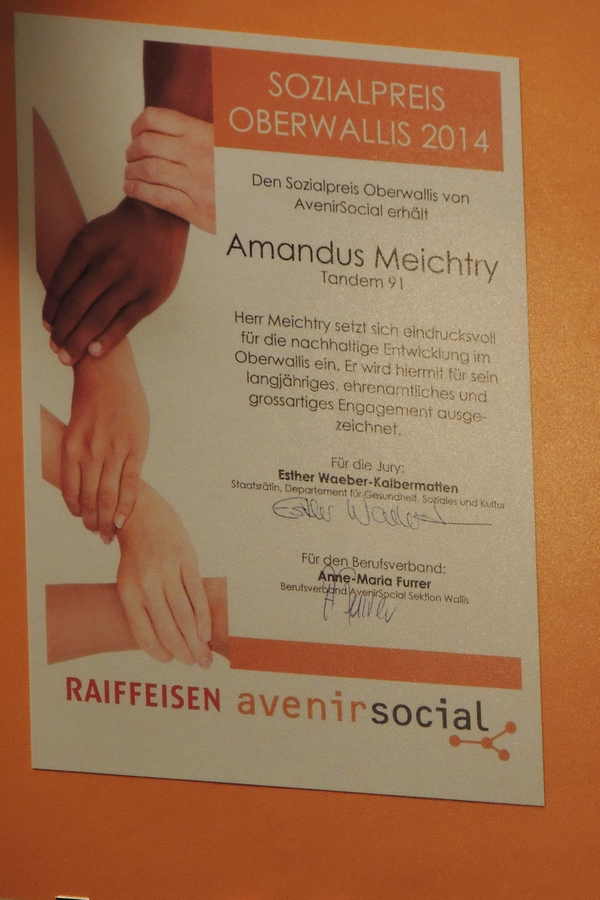 SOZIALPREIS
OBERWALLIS 2014
Den Sozialpreis Oberwallis von
AvenirSocial erhält
Amandus Meichtry
Tandem 91
Herr Meichtry setzt sich eindrucksvoll
für die nachhaltige Entwicklung im
Oberwallis ein. Er wird hiermit für sein
langjähriges, ehrenamtliches und
grossartiges Engagement ausge-
zeichnet.
Für die Jury:
Esther Waeber-Kalbermatten
Staatsrätin, Departement für Gesundheit, Soziales und Kultur
Esther Waeber
Für den Berufsverband:
Anne-Maria Furrer
Berufsverband AvenirSocial Sektion Wallis
A Furrer
RAIFFEISEN avenirsocial